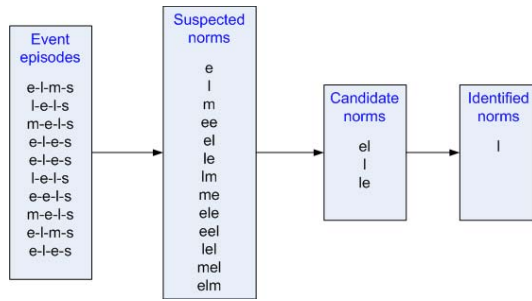 Event
episodes
e-l-m-s
l-e-l-s
m-e-l-s
e-l-e-s
e-l-e-s
l-e-l-s
e-e-l-s
m-e-l-s
e-l-m-s
e-l-e-s
Suspected
norms
e
l
m
ee
el
le
lm
me
ele
eel
lel
mel
elm
Candidate
norms
el
l
le
Identified
norms
l